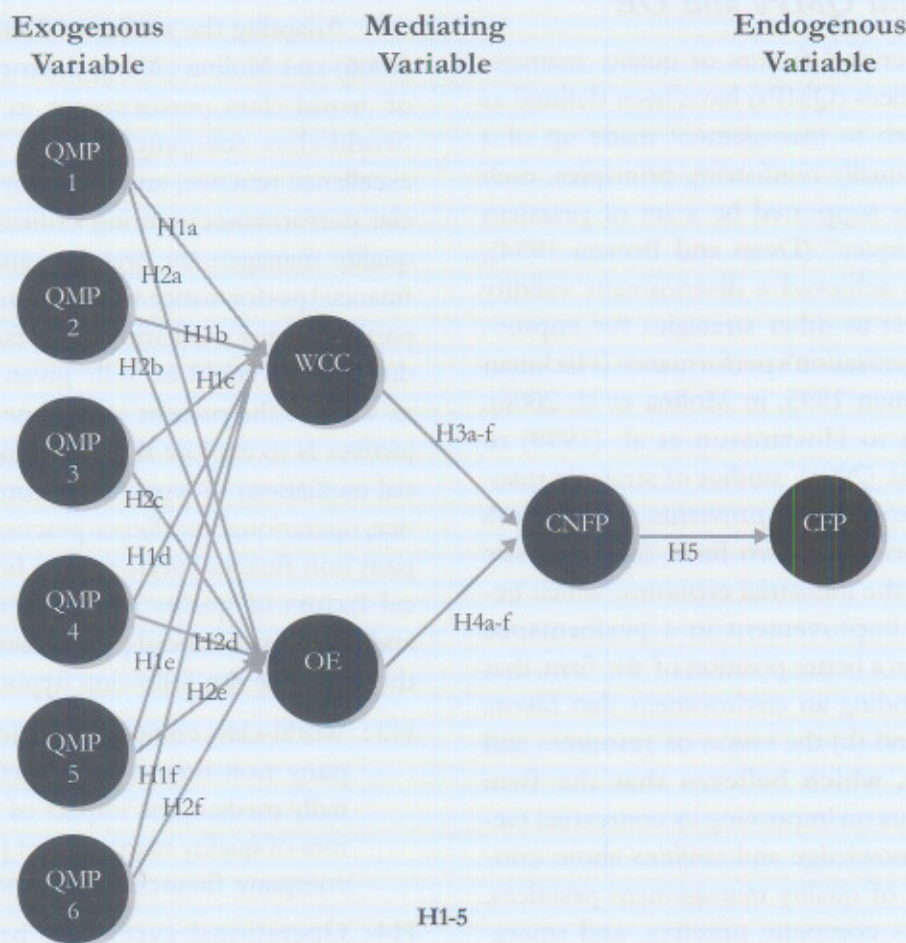 Exogenous
Variable
Mediating
Variable
Endogenous
Variable
QMP
1
QMP
2
QMP
3
QMP
4
QMP
5
QMP
6
H1a
H2a
H1b
H2b
H1c
H2c
H1d
H2d
H1e
H2e
H1f
H2f
WCC
OE
H3a-f
H4a-f
CNFP
H5
CFP
H1-5